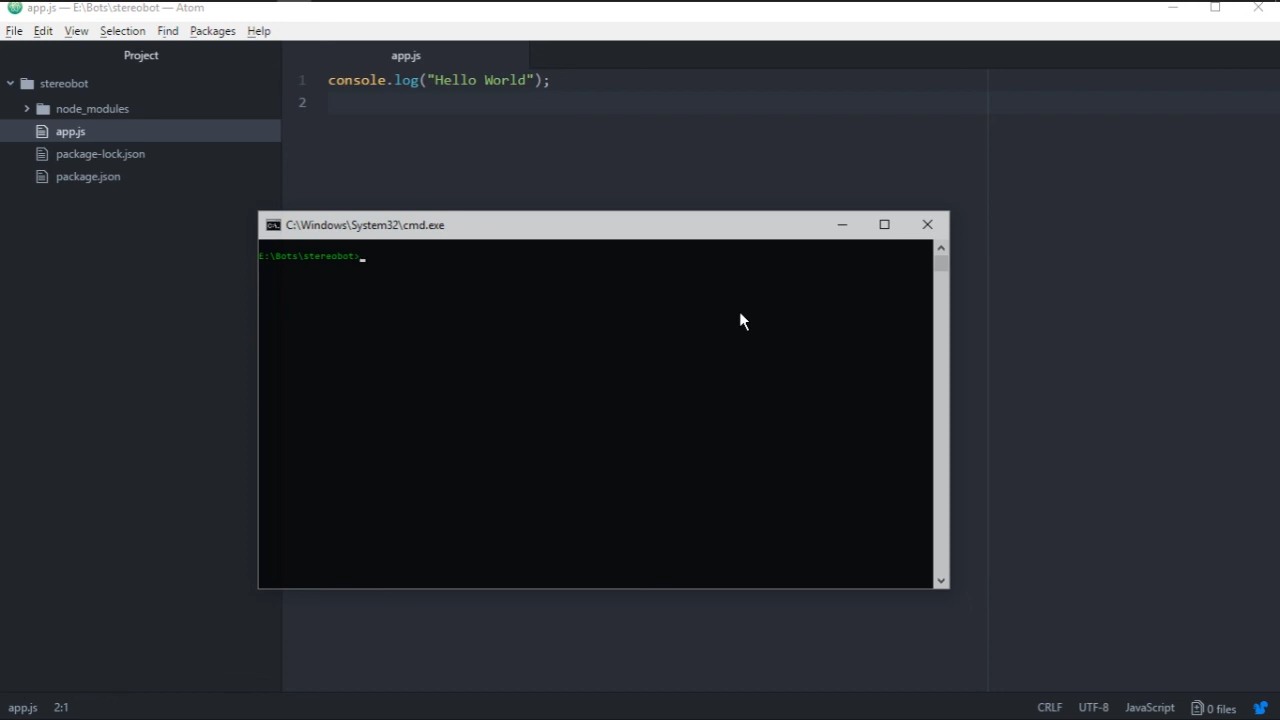 app.js — E:\Bots\stereobot — Atom
File Edit View Selection Find Packages Help
Project
app.js
stereobot
node_modules
app.js
package-lock.json
package.json
1 console.log("Hello World");
2
C:\Windows\System32\cmd.exe
E:\Bots\stereobot>
app.js 2:1
CRLF UTF-8 JavaScript 0 files